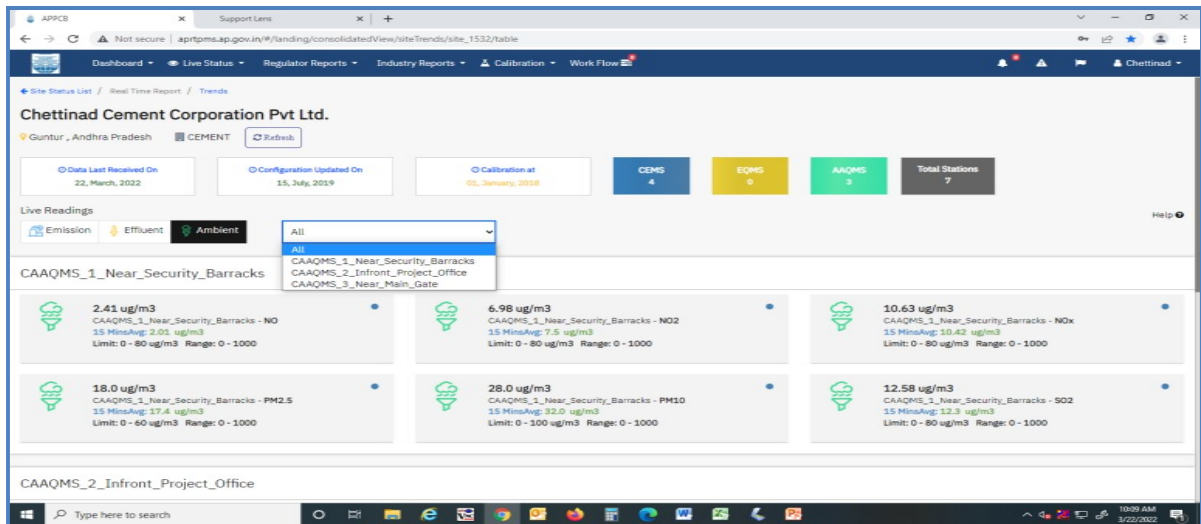 APPCB
Support Lens
Not secure | aprtpms.ap.gov.in/#/landing/consolidatedView/siteTrends/site_1532/table
Dashboard Live Status Regulator Reports Industry Reports Calibration Work Flow Chettinad
Site Status List / Real Time Report / Trends
Chettinad Cement Corporation Pvt Ltd.
Guntur , Andhra Pradesh CEMENT Refresh
Data Last Received On
22, March, 2022
Configuration Updated On
15, July, 2019
Calibration at
01, January, 2018
CEMS
4
EQMS
0
AAQMS
3
Total Stations
7
Live Readings
Help
Emission Effluent Ambient
All
All
CAAQMS_1_Near_Security_Barracks
CAAQMS_2_Infront_Project_Office
CAAQMS_3_Near_Main_Gate
CAAQMS_1_Near_Security_Barracks
2.41 ug/m3
CAAQMS_1_Near_Security_Barracks - NO
15 MinsAvg: 2.01 ug/m3
Limit: 0 - 80 ug/m3 Range: 0 - 1000
6.98 ug/m3
CAAQMS_1_Near_Security_Barracks - NO2
15 MinsAvg: 7.5 ug/m3
Limit: 0 - 80 ug/m3 Range: 0 - 1000
10.63 ug/m3
CAAQMS_1_Near_Security_Barracks - NOx
15 MinsAvg: 10.42 ug/m3
Limit: 0 - 80 ug/m3 Range: 0 - 1000
18.0 ug/m3
CAAQMS_1_Near_Security_Barracks - PM2.5
15 MinsAvg: 17.4 ug/m3
Limit: 0 - 60 ug/m3 Range: 0 - 1000
28.0 ug/m3
CAAQMS_1_Near_Security_Barracks - PM10
15 MinsAvg: 32.0 ug/m3
Limit: 0 - 100 ug/m3 Range: 0 - 1000
12.58 ug/m3
CAAQMS_1_Near_Security_Barracks - SO2
15 MinsAvg: 12.3 ug/m3
Limit: 0 - 80 ug/m3 Range: 0 - 1000
CAAQMS_2_Infront_Project_Office
Type here to search
10:09 AM
3/22/2022